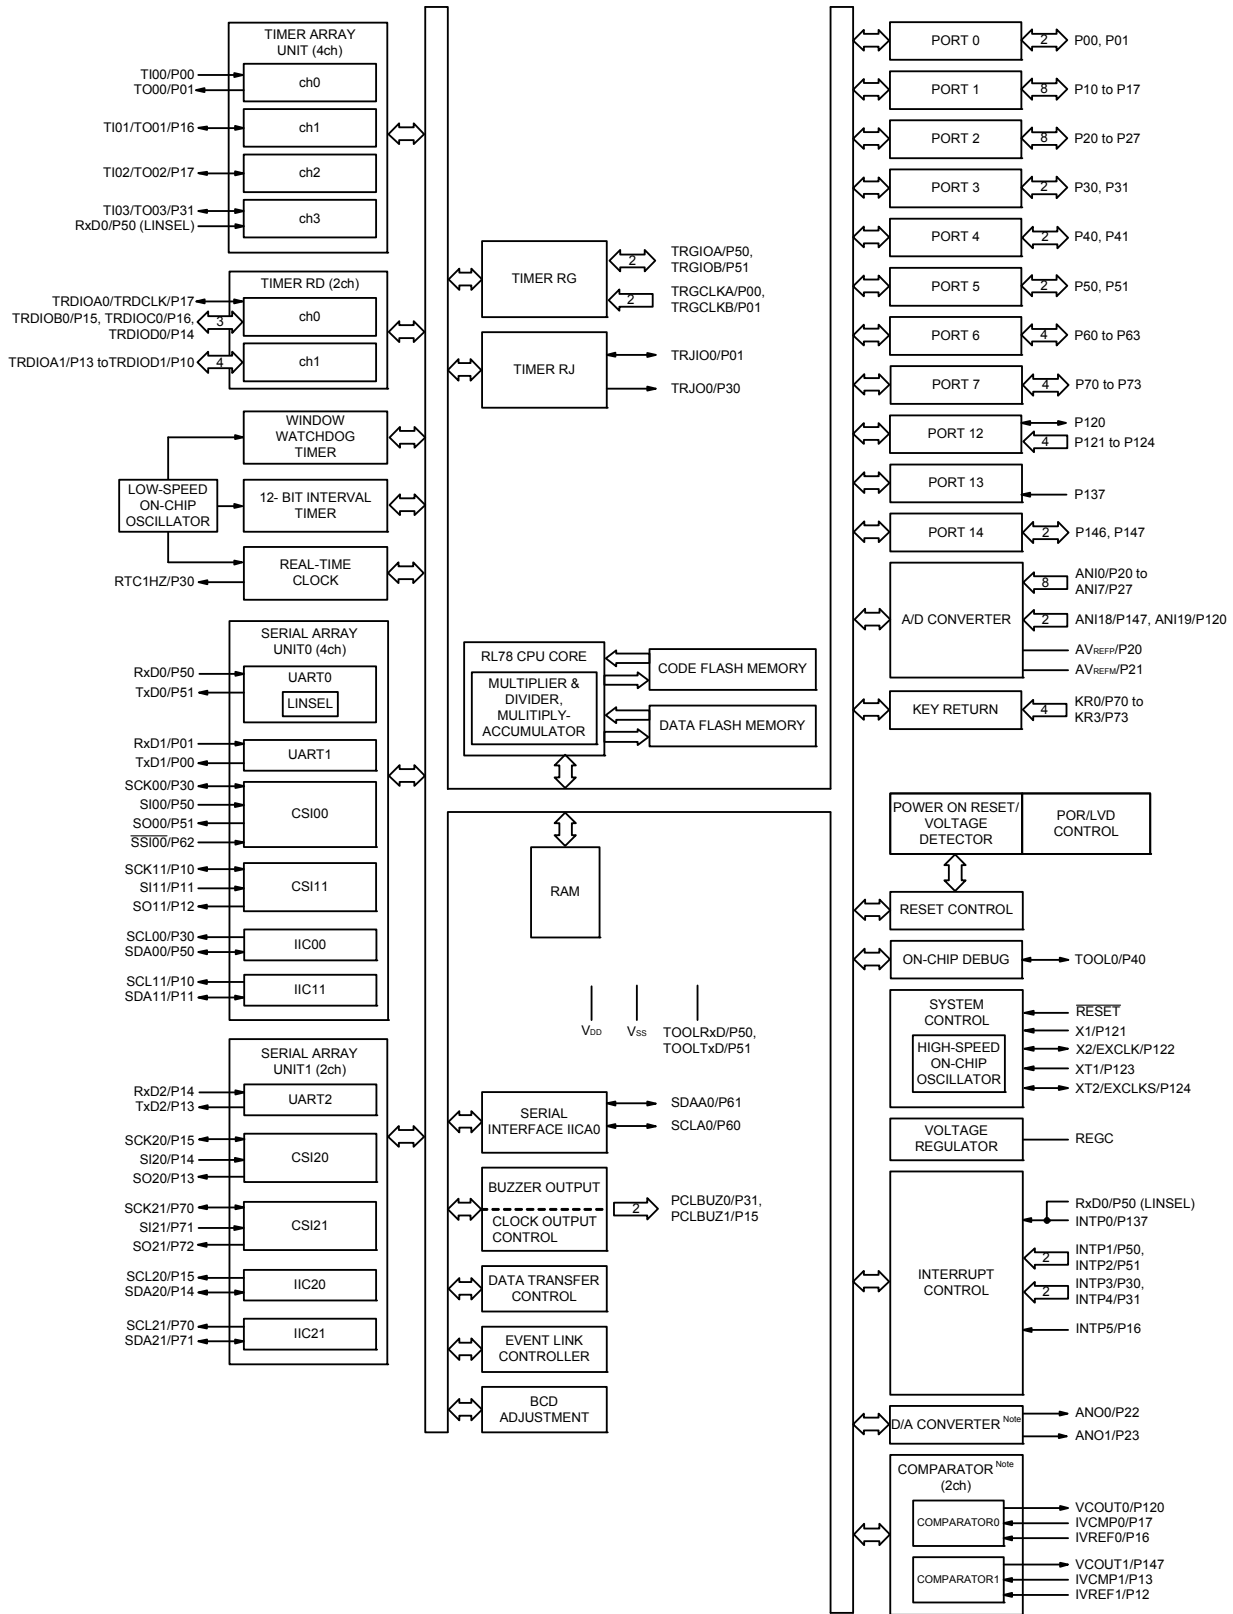 TIMER ARRAY
UNIT (4ch)
TI00/P00
TO00/P01
ch0
TI01/TO01/P16
ch1
TI02/TO02/P17
ch2
TI03/TO03/P31
RxD0/P50 (LINSEL)
ch3
TIMER RD (2ch)
TRDIOA0/TRDCLK/P17
TRDIOB0/P15, TRDIOC0/P16,
TRDIOD0/P14
3
ch0
TRDIOA1/P13 toTRDIOD1/P10
4
ch1
WINDOW
WATCHDOG
TIMER
LOW-SPEED
ON-CHIP
OSCILLATOR
12- BIT INTERVAL
TIMER
REAL-TIME
CLOCK
RTC1HZ/P30
SERIAL ARRAY
UNIT0 (4ch)
RxD0/P50
TxD0/P51
UART0
LINSEL
RxD1/P01
TxD1/P00
UART1
SCK00/P30
SI00/P50
SO00/P51
SSI00/P62
CSI00
SCK11/P10
SI11/P11
SO11/P12
CSI11
SCL00/P30
SDA00/P50
IIC00
SCL11/P10
SDA11/P11
IIC11
SERIAL ARRAY
UNIT1 (2ch)
RxD2/P14
TxD2/P13
UART2
SCK20/P15
SI20/P14
SO20/P13
CSI20
SCK21/P70
SI21/P71
SO21/P72
CSI21
SCL20/P15
SDA20/P14
IIC20
SCL21/P70
SDA21/P71
IIC21
TIMER RG
2
TRGIOA/P50,
TRGIOB/P51
2
TRGCLKA/P00,
TRGCLKB/P01
TIMER RJ
TRJIO0/P01
TRJO0/P30
RL78 CPU CORE
MULTIPLIER &
DIVIDER,
MULITIPLY-
ACCUMULATOR
CODE FLASH MEMORY
DATA FLASH MEMORY
RAM
VDD
VSS
TOOLRxD/P50,
TOOLTxD/P51
SERIAL
INTERFACE IICA0
SDAA0/P61
SCLA0/P60
BUZZER OUTPUT
CLOCK OUTPUT
CONTROL
2
PCLBUZ0/P31,
PCLBUZ1/P15
DATA TRANSFER
CONTROL
EVENT LINK
CONTROLLER
BCD
ADJUSTMENT
PORT 0
2
P00, P01
PORT 1
8
P10 to P17
PORT 2
8
P20 to P27
PORT 3
2
P30, P31
PORT 4
2
P40, P41
PORT 5
2
P50, P51
PORT 6
4
P60 to P63
PORT 7
4
P70 to P73
PORT 12
P120
4
P121 to P124
PORT 13
P137
PORT 14
2
P146, P147
A/D CONVERTER
8
ANI0/P20 to
ANI7/P27
2
ANI18/P147, ANI19/P120
AVREFP/P20
AVREFM/P21
KEY RETURN
4
KR0/P70 to
KR3/P73
POWER ON RESET/
VOLTAGE
DETECTOR
POR/LVD
CONTROL
RESET CONTROL
ON-CHIP DEBUG
TOOL0/P40
SYSTEM
CONTROL
HIGH-SPEED
ON-CHIP
OSCILLATOR
RESET
X1/P121
X2/EXCLK/P122
XT1/P123
XT2/EXCLKS/P124
VOLTAGE
REGULATOR
REGC
INTERRUPT
CONTROL
RxD0/P50 (LINSEL)
INTP0/P137
2
INTP1/P50,
INTP2/P51
2
INTP3/P30,
INTP4/P31
INTP5/P16
D/A CONVERTER Note
ANO0/P22
ANO1/P23
COMPARATOR Note
(2ch)
COMPARATOR0
VCOUT0/P120
IVCMP0/P17
IVREF0/P16
COMPARATOR1
VCOUT1/P147
IVCMP1/P13
IVREF1/P12